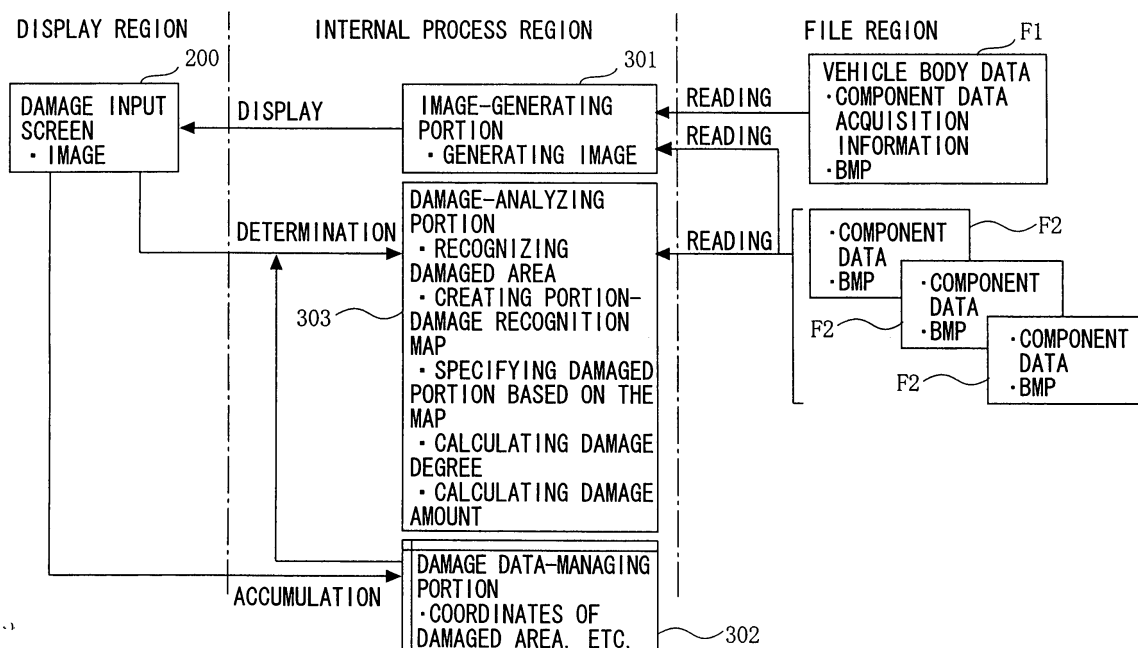 DISPLAY REGION
INTERNAL PROCESS REGION
FILE REGION
200
DAMAGE INPUT
SCREEN
・IMAGE
DISPLAY
301
IMAGE-GENERATING
PORTION
・GENERATING IMAGE
READING
READING
F1
VEHICLE BODY DATA
・COMPONENT DATA
ACQUISITION
INFORMATION
・BMP
DETERMINATION
303
DAMAGE-ANALYZING
PORTION
・RECOGNIZING
DAMAGED AREA
・CREATING PORTION-
DAMAGE RECOGNITION
MAP
・SPECIFYING DAMAGED
PORTION BASED ON THE
MAP
・CALCULATING DAMAGE
DEGREE
・CALCULATING DAMAGE
AMOUNT
READING
F2
・COMPONENT
DATA
・BMP
F2
・COMPONENT
DATA
・BMP
F2
・COMPONENT
DATA
・BMP
ACCUMULATION
DAMAGE DATA-MANAGING
PORTION
・COORDINATES OF
DAMAGED AREA, ETC.
302